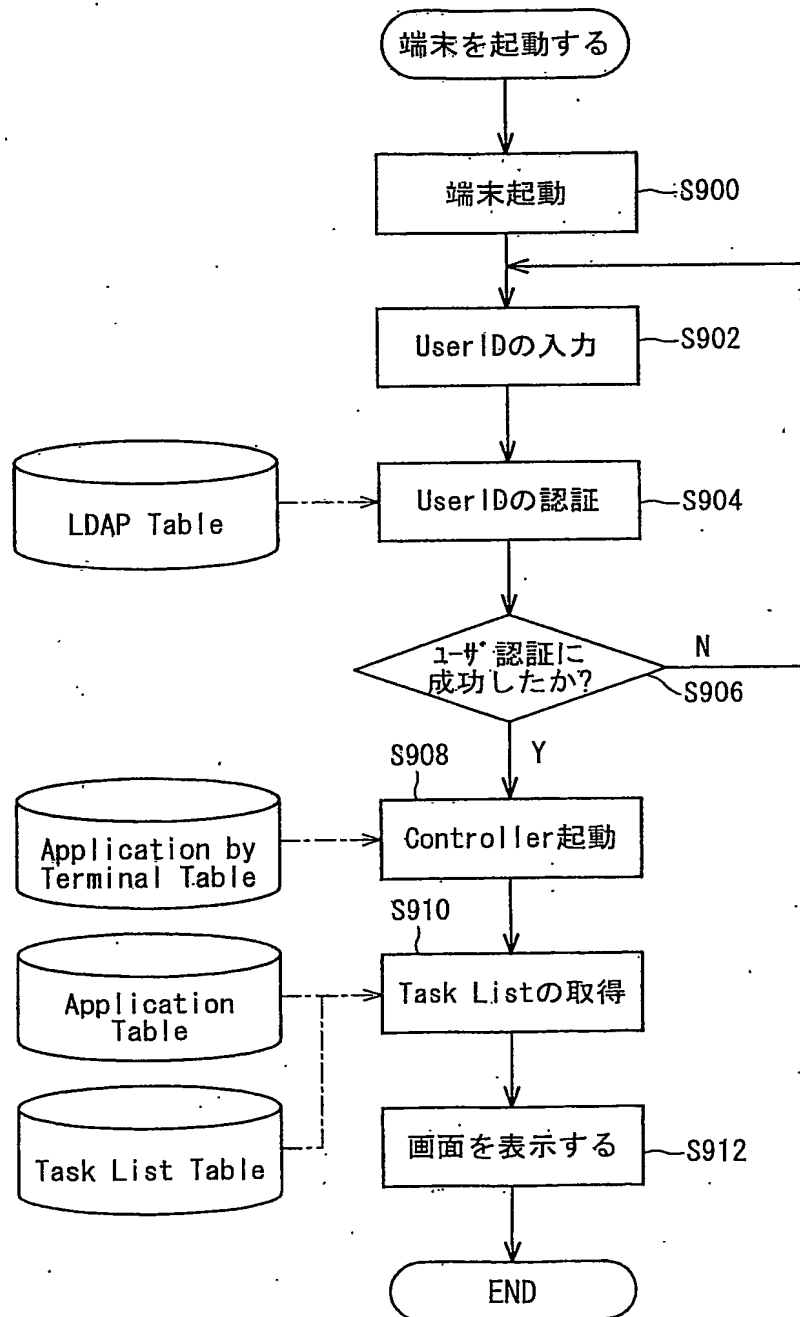 端末を起動する
端末起動
S900
UserIDの入力
S902
LDAP Table
UserIDの認証
S904
ﾕｰｻﾞ認証に
成功したか?
N
S906
Y
S908
Application by
Terminal Table
Controller起動
S910
Application
Table
Task Listの取得
Task List Table
画面を表示する
S912
END